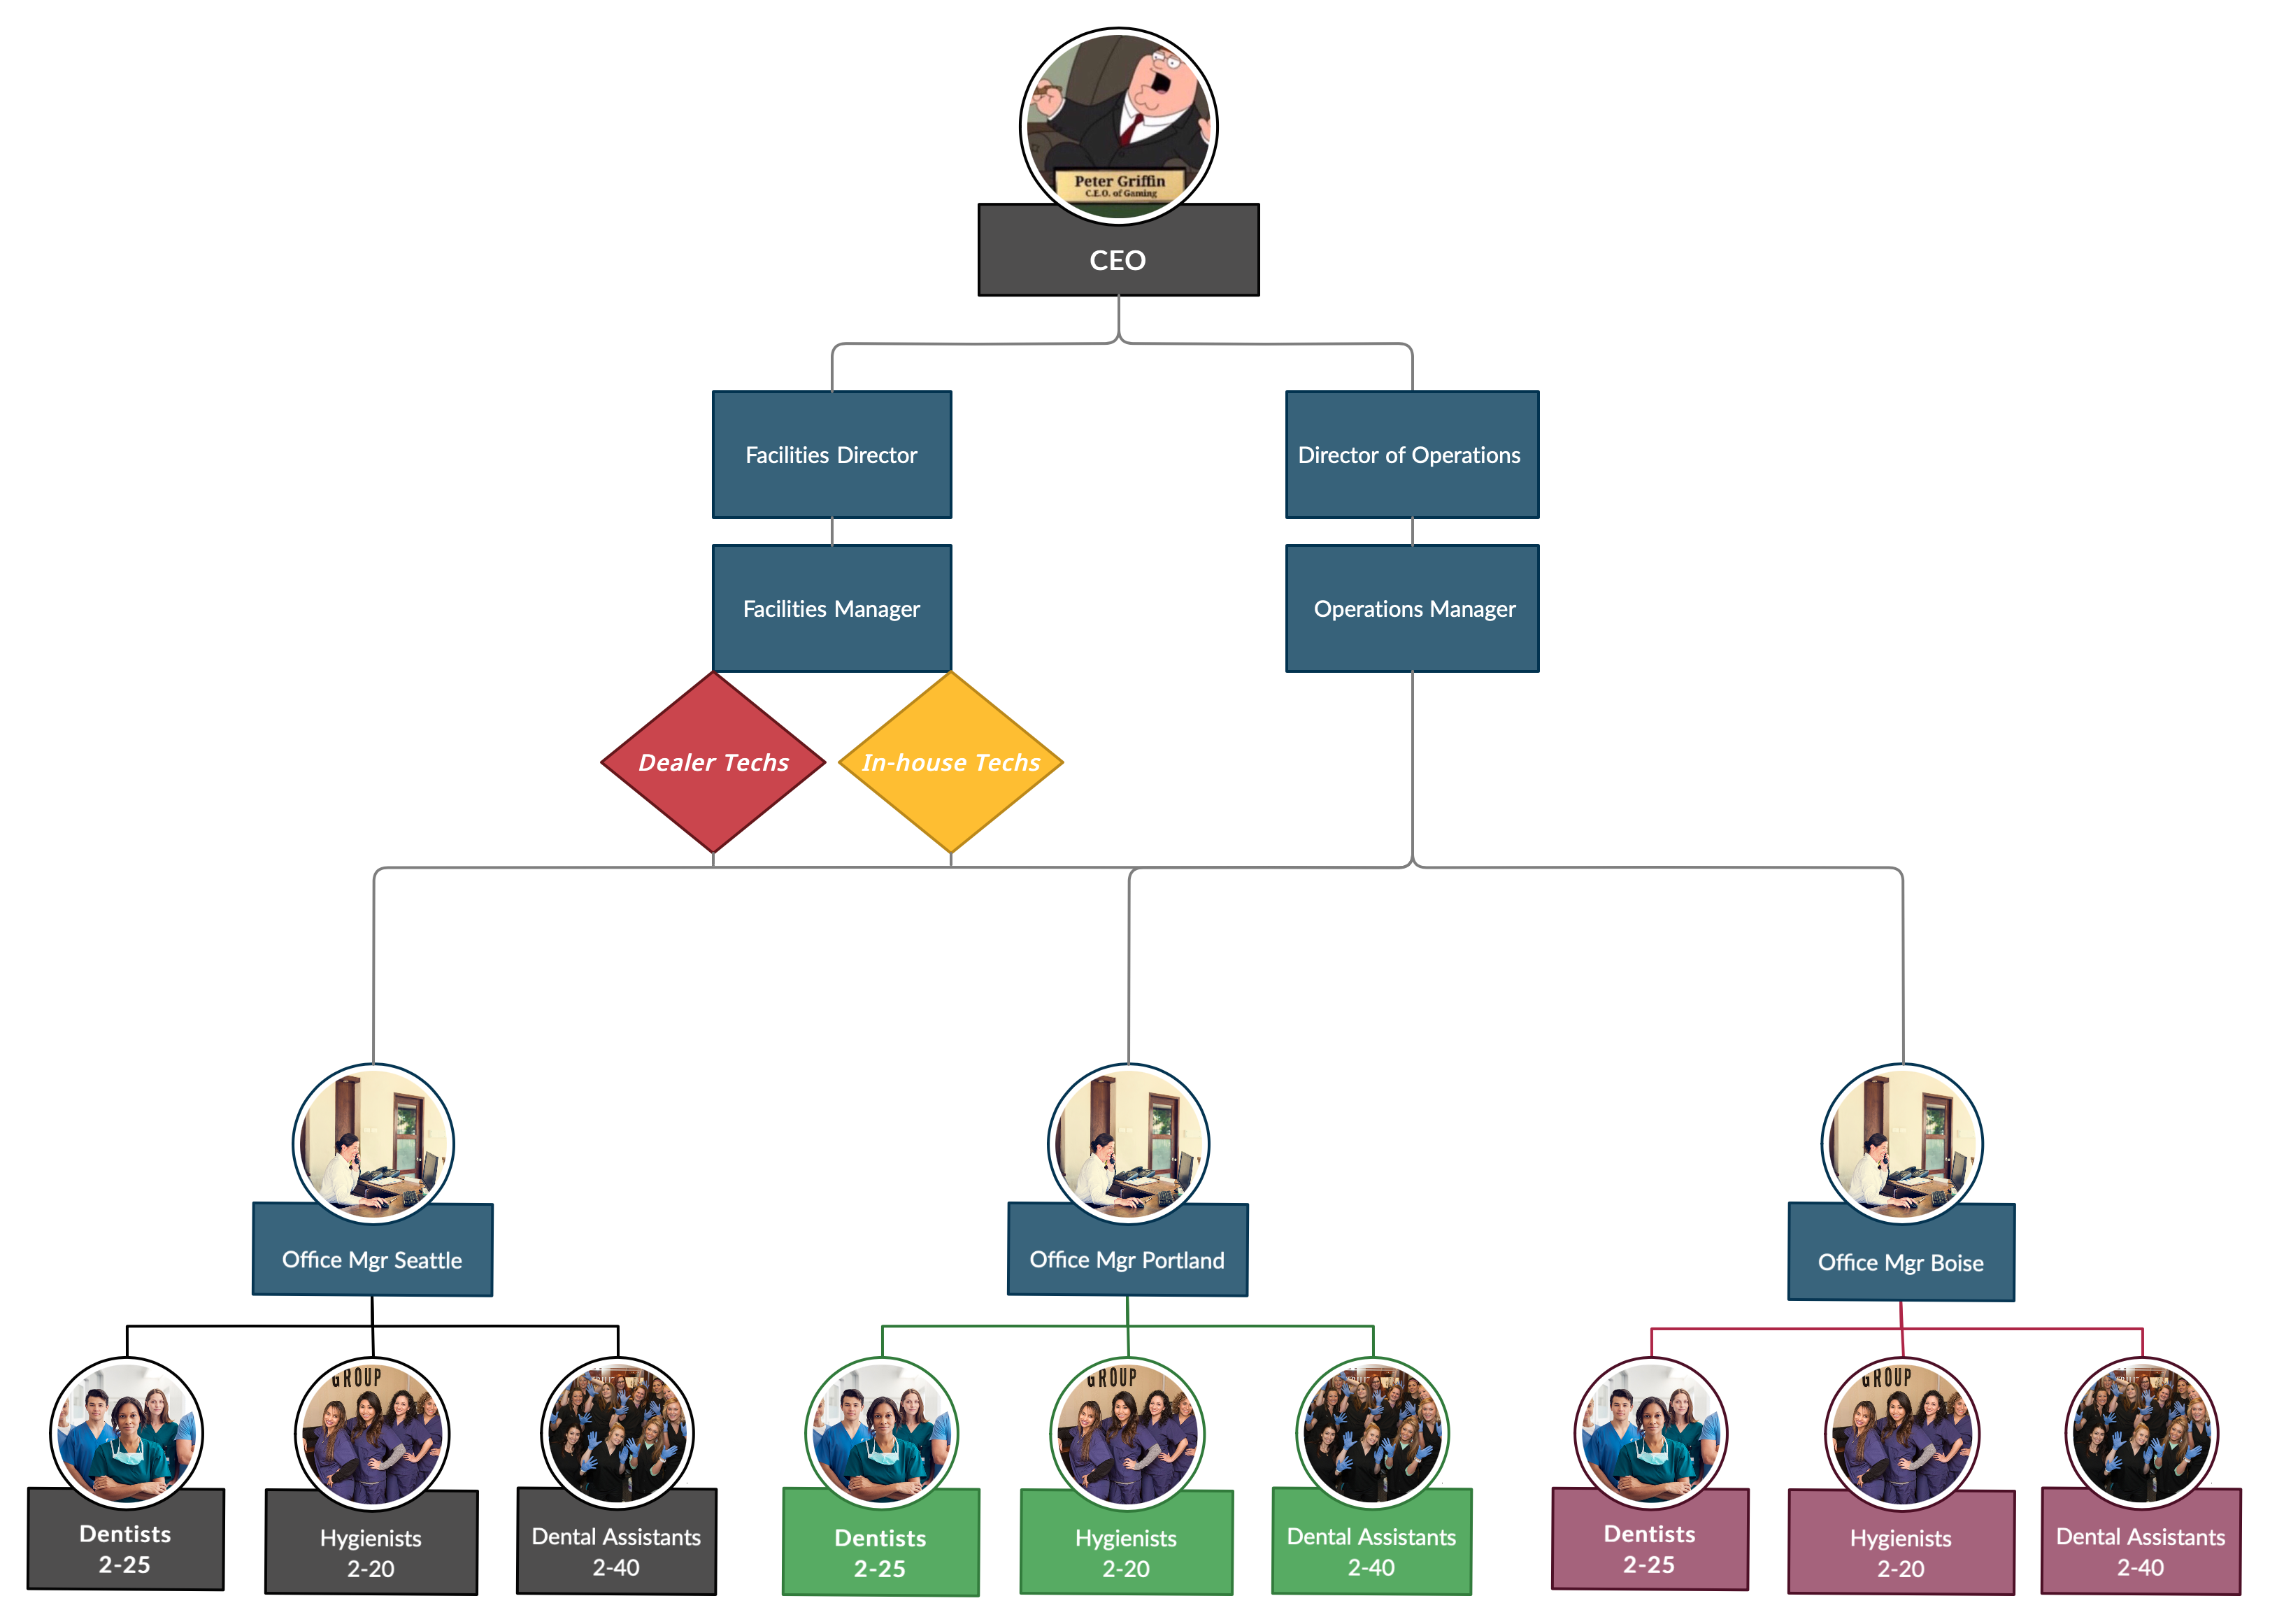 Peter Griffin
C.E.O. of Gaming
CEO
Facilities Director
Director of Operations
Facilities Manager
Operations Manager
Dealer Techs
In-house Techs
Office Mgr Seattle
Office Mgr Portland
Office Mgr Boise
GROUP
GROUP
GROUP
Dentists
2-25
Hygienists
2-20
Dental Assistants
2-40
Dentists
2-25
Hygienists
2-20
Dental Assistants
2-40
Dentists
2-25
Hygienists
2-20
Dental Assistants
2-40